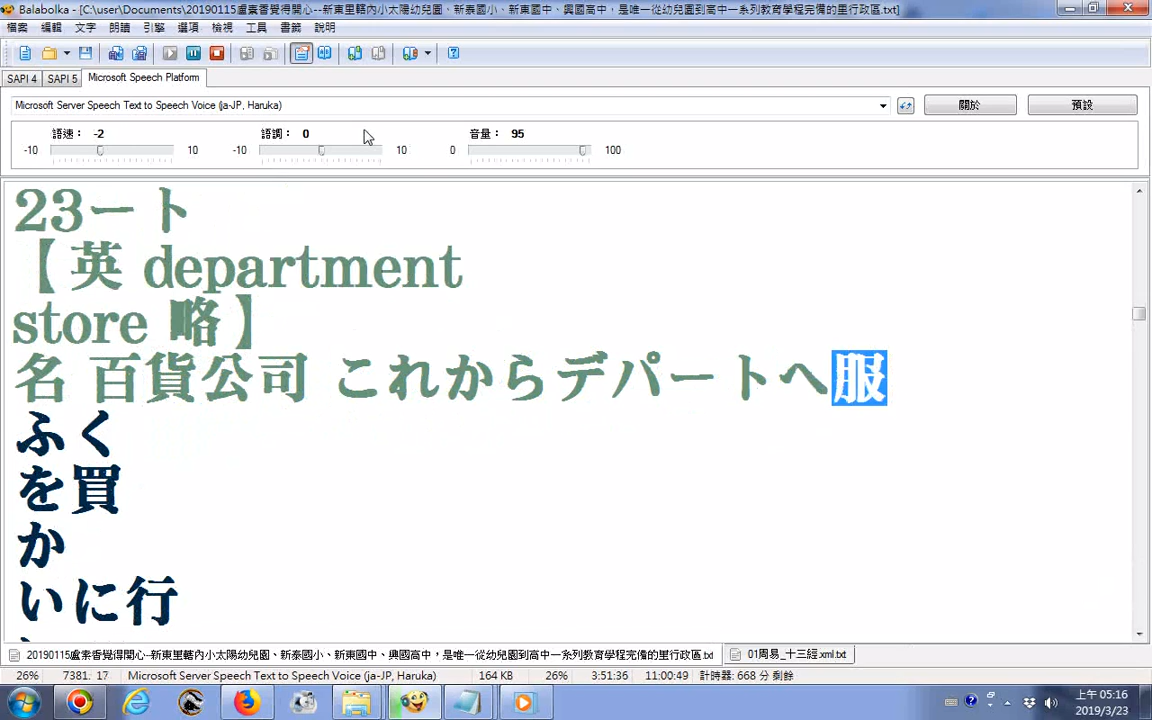 Balabolka - [C:\user\Documents\20190115盧素香覺得開心--新東里轄內小太陽幼兒園、新泰國小、新東國中、興國高中，是唯一從幼兒園到高中一系列教育學程完備的里行政區.txt]
檔案 編輯 文字 朗讀 引擎 選項 檢視 工具 書籤 說明
SAPI 4 SAPI 5 Microsoft Speech Platform
Microsoft Server Speech Text to Speech Voice (ja-JP, Haruka) 關於 預設
語速： -2 語調： 0 音量： 95
-10 10 -10 10 0 100
23ート
【英 department
store 略】
名 百貨公司 これからデパートへ服
ふく
を買
か
いに行
20190115盧素香覺得開心--新東里轄內小太陽幼兒園、新泰國小、新東國中、興國高中，是唯一從幼兒園到高中一系列教育學程完備的里行政區.txt 01周易_十三經.xml.txt
26% 7381: 17 Microsoft Server Speech Text to Speech Voice (ja-JP, Haruka) 164 KB 26% 3:51:36 11:00:49 計時器: 668 分 剩餘
上午 05:16
2019/3/23